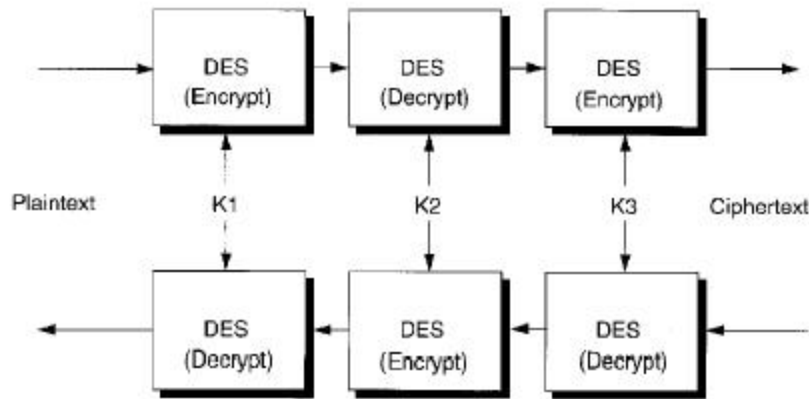 DES
(Encrypt)
DES
(Decrypt)
DES
(Encrypt)
Plaintext
K1
K2
K3
Ciphertext
DES
(Decrypt)
DES
(Encrypt)
DES
(Decrypt)